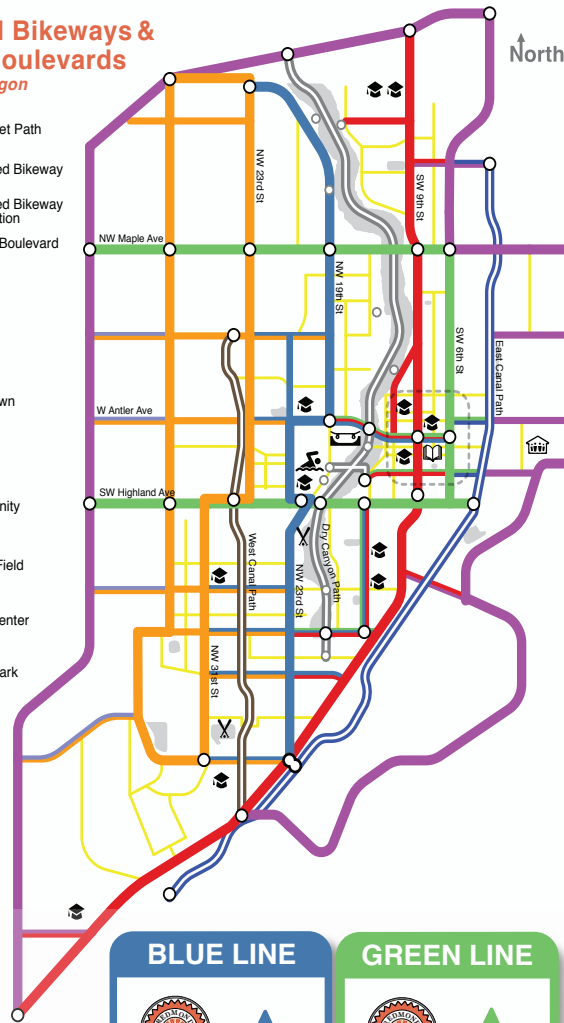 l Bikeways &
oulevards
gon
North
et Path
ed Bikeway
ed Bikeway
tion
Boulevard
NW 23rd St
SW 9th St
NW Maple Ave
NW 19th St
SW 6th St
East Canal Path
wn
W Antler Ave
SW Highland Ave
nity
West Canal Path
Dry Canyon Path
NW 23rd St
Field
enter
NW 31st St
ark
BLUE LINE
GREEN LINE
REDMOND
REDMOND